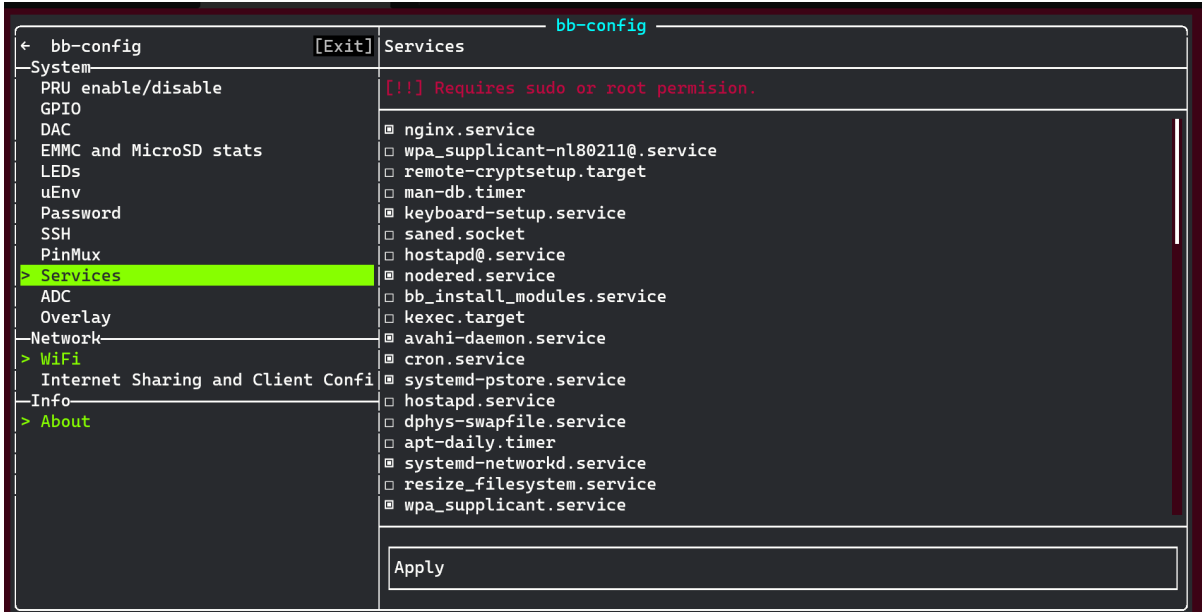 bb-config
← bb-config [Exit]
System
PRU enable/disable
GPIO
DAC
EMMC and MicroSD stats
LEDs
uEnv
Password
SSH
PinMux
> Services
ADC
Overlay
Network
> WiFi
Internet Sharing and Client Confi
Info
> About
Services
[!!] Requires sudo or root permision.
nginx.service
wpa_supplicant-nl80211@.service
remote-cryptsetup.target
man-db.timer
keyboard-setup.service
saned.socket
hostapd@.service
nodered.service
bb_install_modules.service
kexec.target
avahi-daemon.service
cron.service
systemd-pstore.service
hostapd.service
dphys-swapfile.service
apt-daily.timer
systemd-networkd.service
resize_filesystem.service
wpa_supplicant.service
Apply